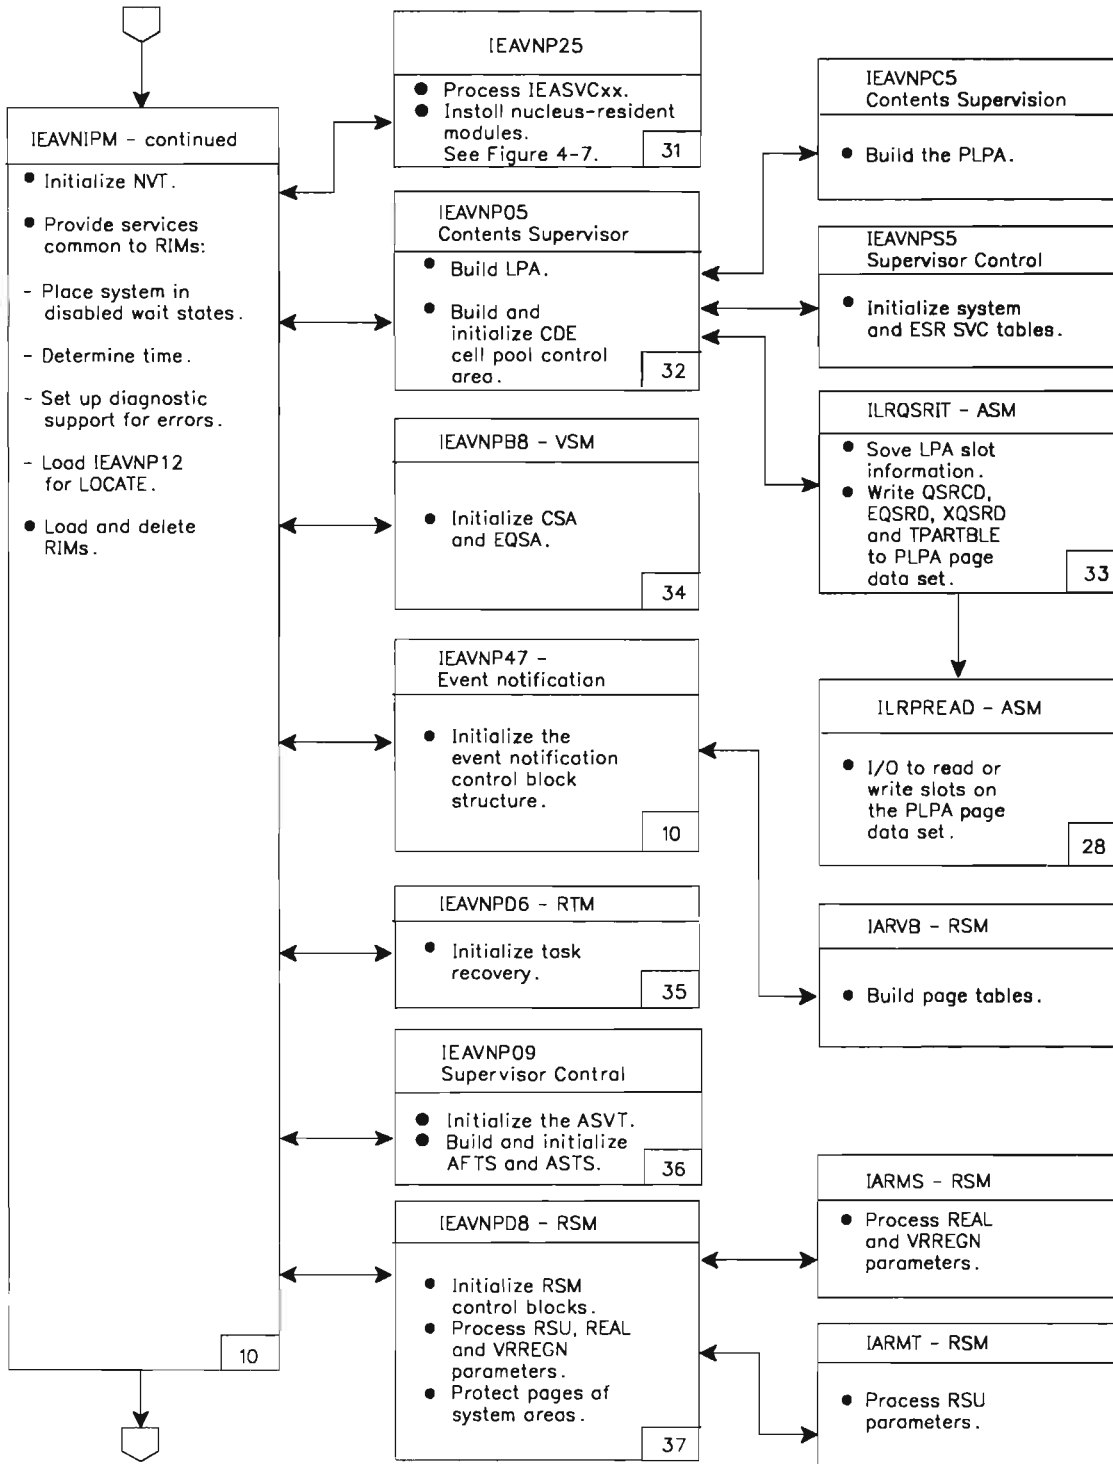 IEAVNIPM - continued
● Initialize NVT.
● Provide services
common to RIMs:
- Place system in
disabled wait states.
- Determine time.
- Set up diagnostic
support for errors.
- Load IEAVNP12
for LOCATE.
● Load and delete
RIMs.
10
IEAVNP25
● Process IEASVCxx.
● Install nucleus-resident
modules.
See Figure 4-7.
31
IEAVNP05
Contents Supervisor
● Build LPA.
● Build and
initialize CDE
cell pool control
area.
32
IEAVNPB8 - VSM
● Initialize CSA
and EQSA.
34
IEAVNP47 -
Event notification
● Initialize the
event notification
control block
structure.
10
IEAVNPD6 - RTM
● Initialize task
recovery.
35
IEAVNP09
Supervisor Control
● Initialize the ASVT.
● Build and initialize
AFTS and ASTS.
36
IEAVNPD8 - RSM
● Initialize RSM
control blocks.
● Process RSU, REAL
and VRREGN
parameters.
● Protect pages of
system areas.
37
IEAVNPC5
Contents Supervision
● Build the PLPA.
IEAVNPS5
Supervisor Control
● Initialize system
and ESR SVC tables.
ILRQSRIT - ASM
● Sove LPA slot
information.
● Write QSRCD,
EQSRD, XQSRD
and TPARTBLE
to PLPA page
data set.
33
ILRPREAD - ASM
● I/O to read or
write slots on
the PLPA page
data set.
28
IARVB - RSM
● Build page tables.
IARMS - RSM
● Process REAL
and VRREGN
parameters.
IARMT - RSM
● Process RSU
parameters.